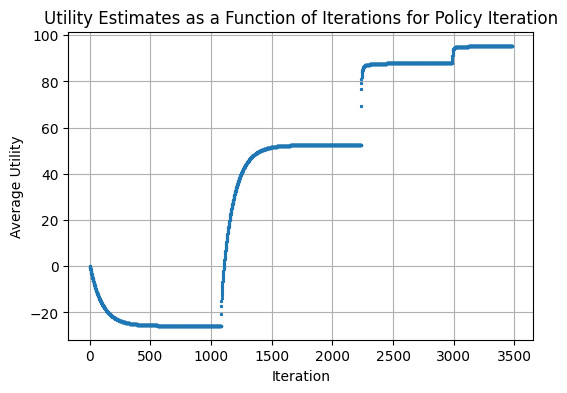 Utility Estimates as a Function of Iterations for Policy Iteration
100
80
60
40
20
0
−20
Average Utility
0 500 1000 1500 2000 2500 3000 3500
Iteration